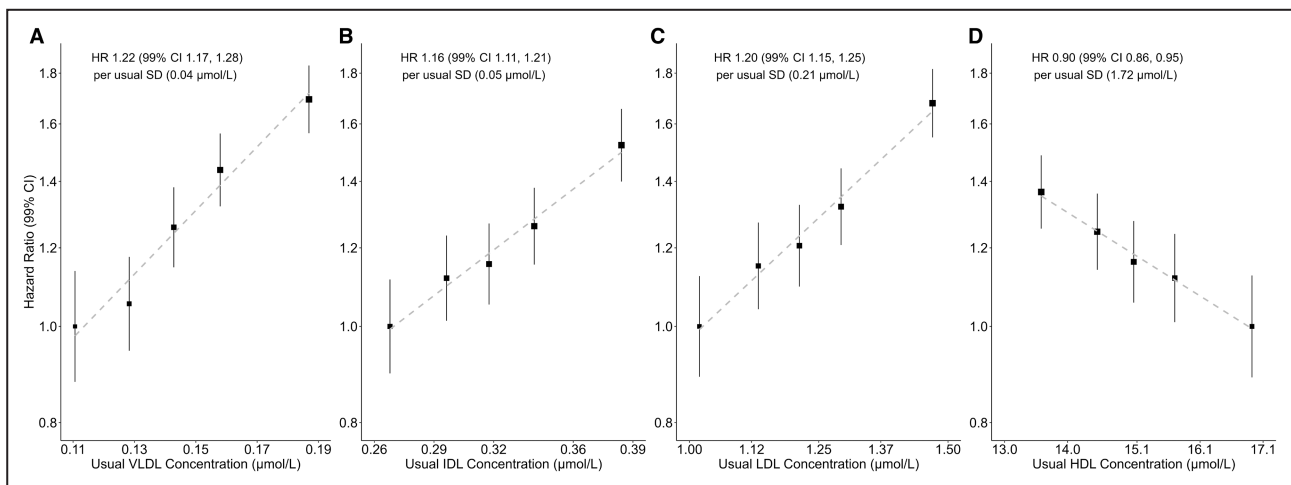 A
HR 1.22 (99% CI 1.17, 1.28)
per usual SD (0.04 µmol/L)
Hazard Ratio (99% CI)
1.8
1.6
1.4
1.2
1.0
0.8
0.11 0.13 0.15 0.17 0.19
Usual VLDL Concentration (µmol/L)
B
HR 1.16 (99% CI 1.11, 1.21)
per usual SD (0.05 µmol/L)
1.8
1.6
1.4
1.2
1.0
0.8
0.26 0.29 0.32 0.36 0.39
Usual IDL Concentration (µmol/L)
C
HR 1.20 (99% CI 1.15, 1.25)
per usual SD (0.21 µmol/L)
1.8
1.6
1.4
1.2
1.0
0.8
1.00 1.12 1.25 1.37 1.50
Usual LDL Concentration (µmol/L)
D
HR 0.90 (99% CI 0.86, 0.95)
per usual SD (1.72 µmol/L)
1.8
1.6
1.4
1.2
1.0
0.8
13.0 14.0 15.1 16.1 17.1
Usual HDL Concentration (µmol/L)